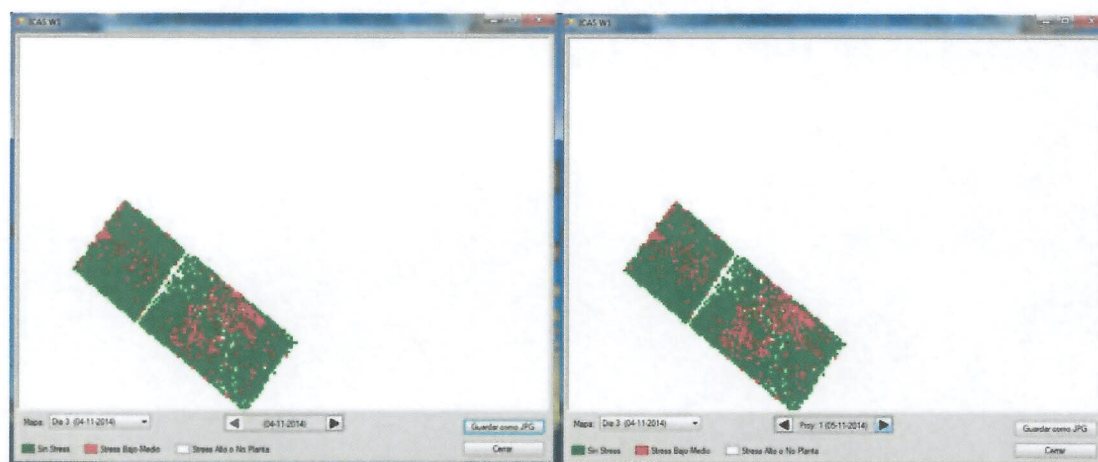 ICAS W1
Mapa: Dia 3 (04-11-2014) (04-11-2014) Guardar como JPG
Sin Stress Stress Bajo-Medio Stress Alto o No Planta Cerrar
ICAS W1
Mapa: Dia 3 (04-11-2014) Proy: 1 (05-11-2014) Guardar como JPG
Sin Stress Stress Bajo-Medio Stress Alto o No Planta Cerrar